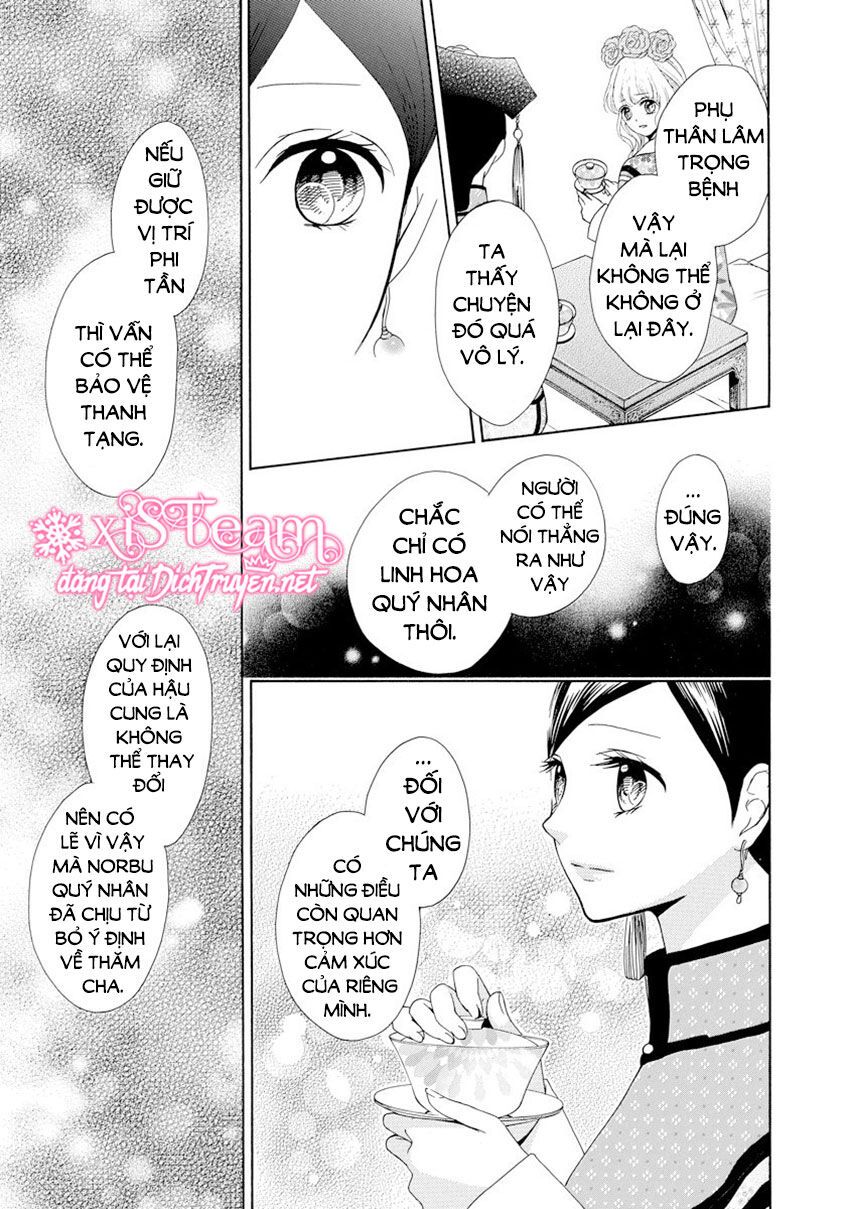 PHỤ
THÂN LÂM
TRỌNG
BỆNH
VẬY
MÀ LẠI
KHÔNG THỂ
KHÔNG Ở
LẠI ĐÂY.
TA
THẤY
CHUYỆN
ĐÓ QUÁ
VÔ LÝ.
...
ĐÚNG
VẬY.
NGƯỜI
CÓ THỂ
NÓI THẲNG
RA NHƯ
VẬY
CHẮC
CHỈ CÓ
LINH HOA
QUÝ NHÂN
THÔI.
...
ĐỐI
VỚI
CHÚNG
TA
CÓ
NHỮNG ĐIỀU
CÒN QUAN
TRỌNG HƠN
CẢM XÚC
CỦA RIÊNG
MÌNH.
NẾU
GIỮ
ĐƯỢC
VỊ TRÍ
PHI
TẦN
THÌ VẪN
CÓ THỂ
BẢO VỆ
THANH
TẠNG.
xiSTeam
đăng tại DichTruyen.net
VỚI LẠI
QUY ĐỊNH
CỦA HẬU
CUNG LÀ
KHÔNG
THỂ THAY
ĐỔI
NÊN CÓ
LẼ VÌ VẬY
MÀ NORBU
QUÝ NHÂN
ĐÃ CHỊU TỪ
BỎ Ý ĐỊNH
VỀ THĂM
CHA.